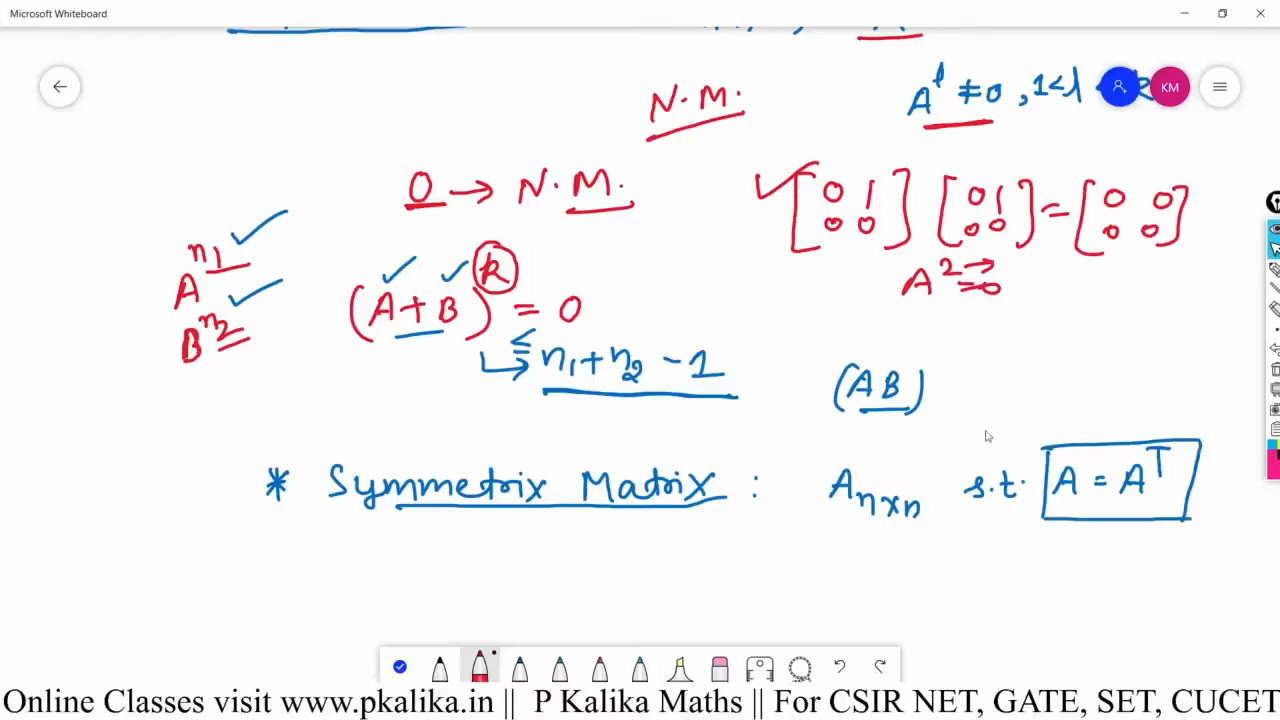 Microsoft Whiteboard
A^l ≠ 0 , 1<l<
KM
N.M.
0 → N.M.
[0 1
0 0] [0 1
0 0] = [0 0
0 0]
A^2 = 0
A^n₁
B^n₂
(A+B)^k = 0
≤ n₁+n₂-1
(AB)
* Symmetrix Matrix : A n×n s.t. A = A^T
Online Classes visit www.pkalika.in || P Kalika Maths || For CSIR NET, GATE, SET, CUCET